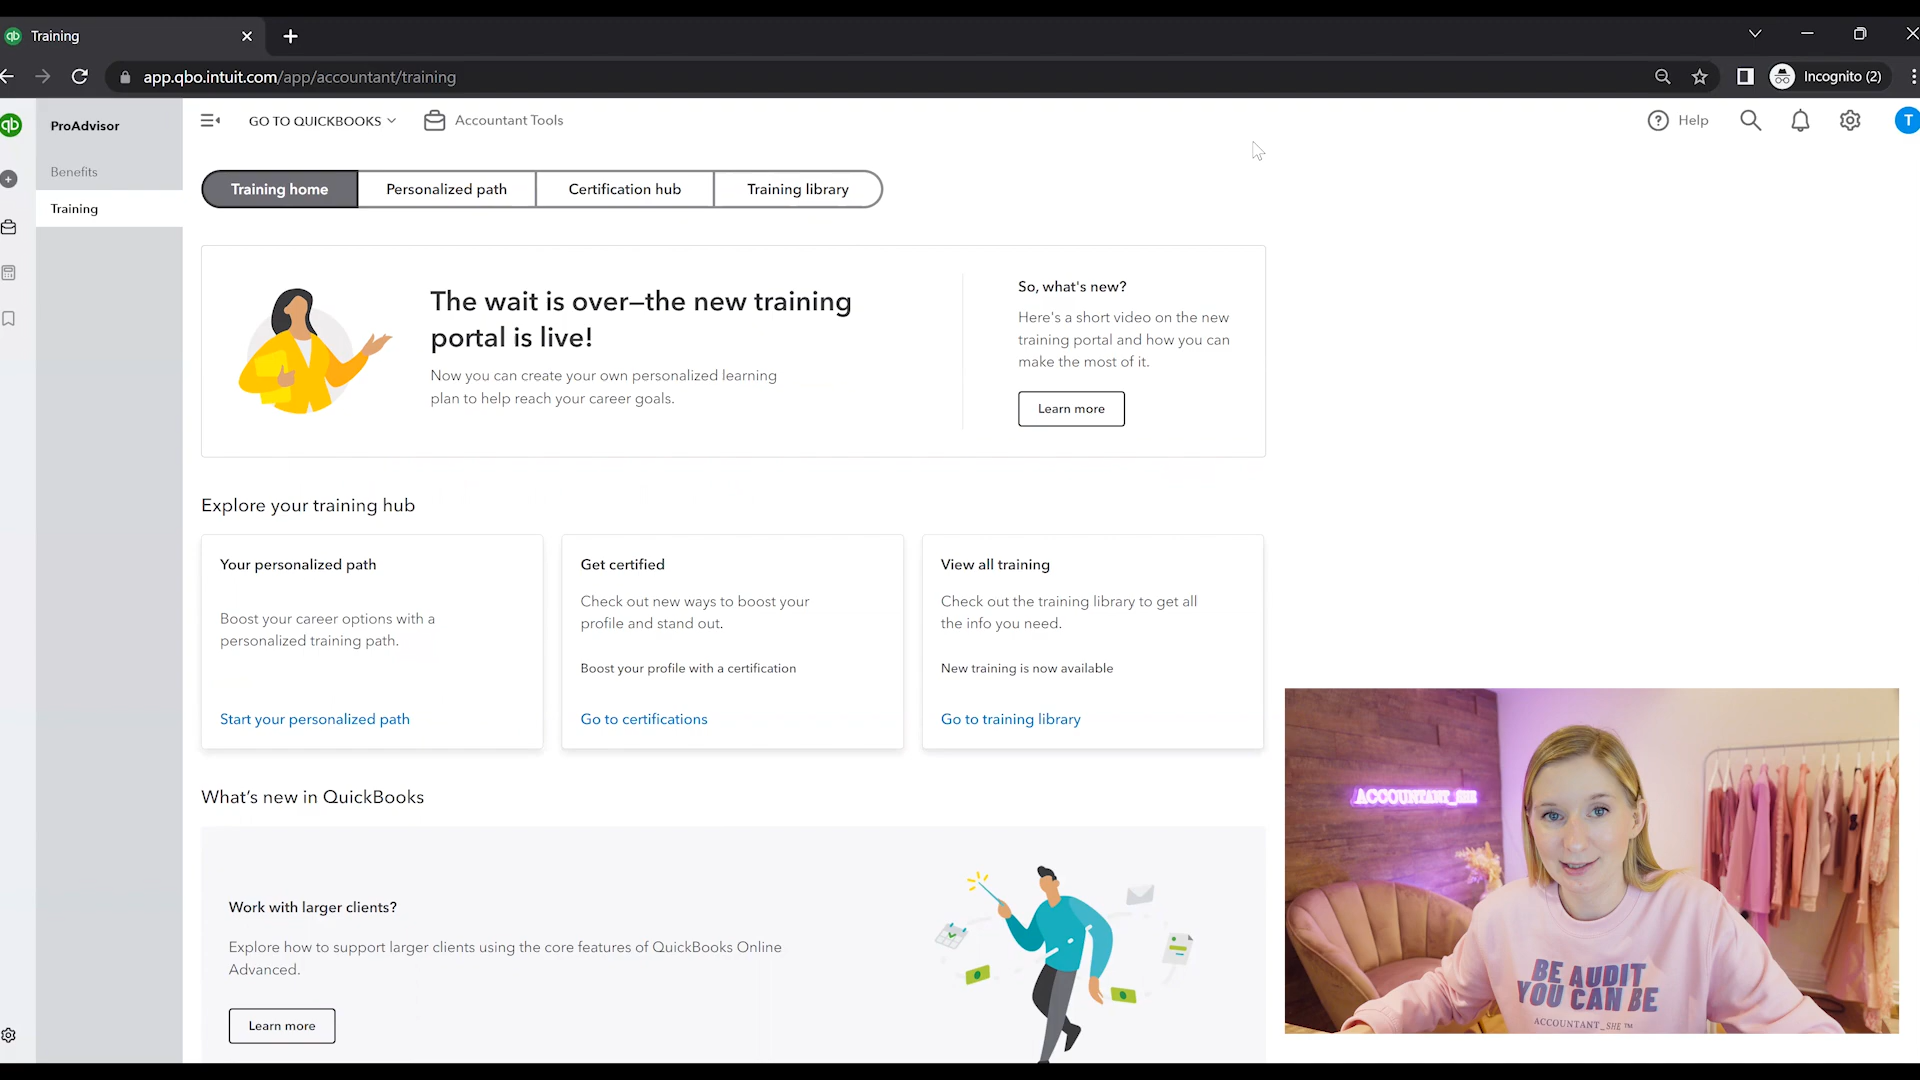 Training
app.qbo.intuit.com/app/accountant/training
Incognito (2)
qb
ProAdvisor
GO TO QUICKBOOKS
Accountant Tools
Help
T
Benefits
Training
Training home
Personalized path
Certification hub
Training library
The wait is over—the new training
portal is live!
Now you can create your own personalized learning
plan to help reach your career goals.
So, what's new?
Here's a short video on the new
training portal and how you can
make the most of it.
Learn more
Explore your training hub
Your personalized path
Boost your career options with a
personalized training path.
Start your personalized path
Get certified
Check out new ways to boost your
profile and stand out.
Boost your profile with a certification
Go to certifications
View all training
Check out the training library to get all
the info you need.
New training is now available
Go to training library
What's new in QuickBooks
Work with larger clients?
Explore how to support larger clients using the core features of QuickBooks Online
Advanced.
Learn more
ACCOUNTANT_SHE
BE AUDIT
YOU CAN BE
ACCOUNTANT_SHE ™